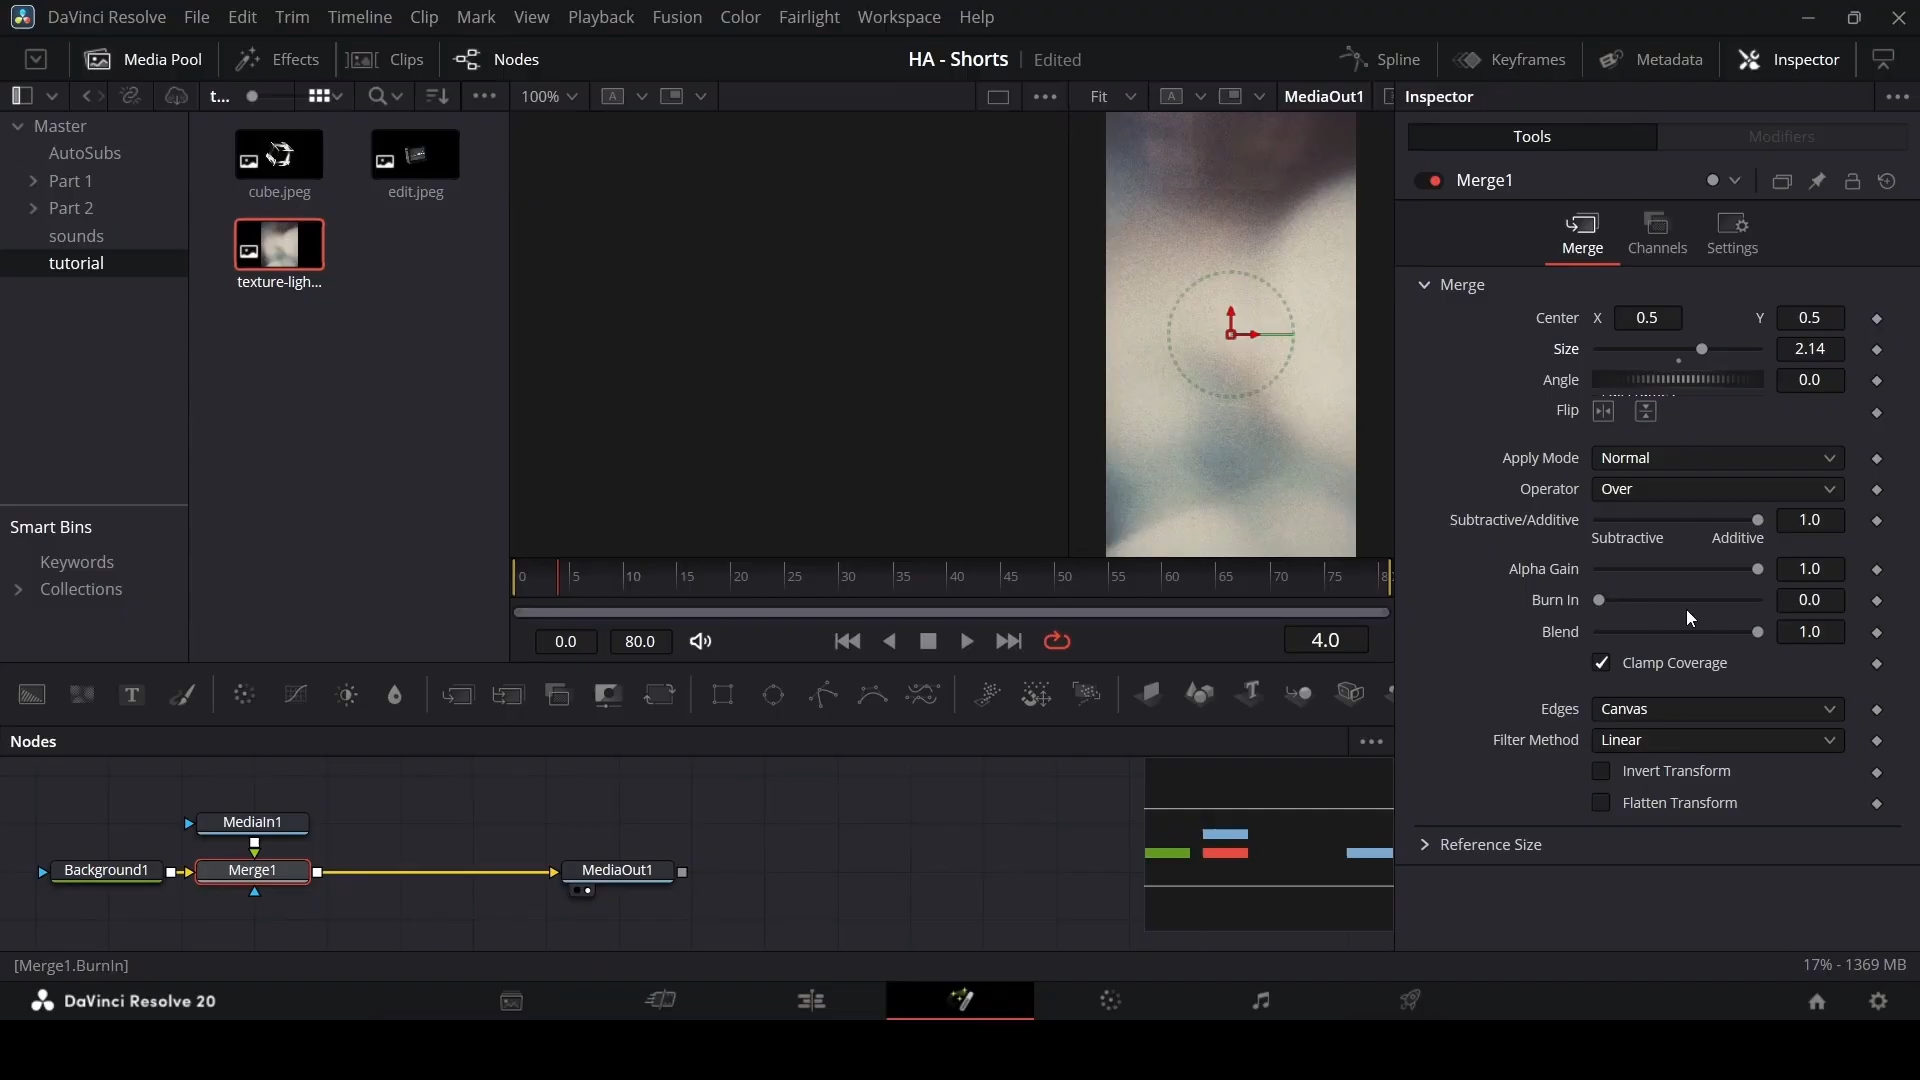 DaVinci Resolve File Edit Trim Timeline Clip Mark View Playback Fusion Color Fairlight Workspace Help
Media Pool Effects Clips Nodes HA - Shorts Edited Spline Keyframes Metadata Inspector
t... 100% A Fit A MediaOut1 Inspector
Master
AutoSubs
Part 1
Part 2
sounds
tutorial
cube.jpeg edit.jpeg
texture-ligh...
Smart Bins
Keywords
Collections
Tools Modifiers
Merge1
Merge Channels Settings
Merge
Center X 0.5 Y 0.5
Size 2.14
Angle 0.0
Flip
Apply Mode Normal
Operator Over
Subtractive/Additive 1.0
Subtractive Additive
Alpha Gain 1.0
Burn In 0.0
Blend 1.0
Clamp Coverage
Edges Canvas
Filter Method Linear
Invert Transform
Flatten Transform
Reference Size
0 5 10 15 20 25 30 35 40 45 50 55 60 65 70 75
0.0 80.0 4.0
T T
Nodes
MediaIn1
Background1 Merge1 MediaOut1
[Merge1.BurnIn] 17% - 1369 MB
DaVinci Resolve 20